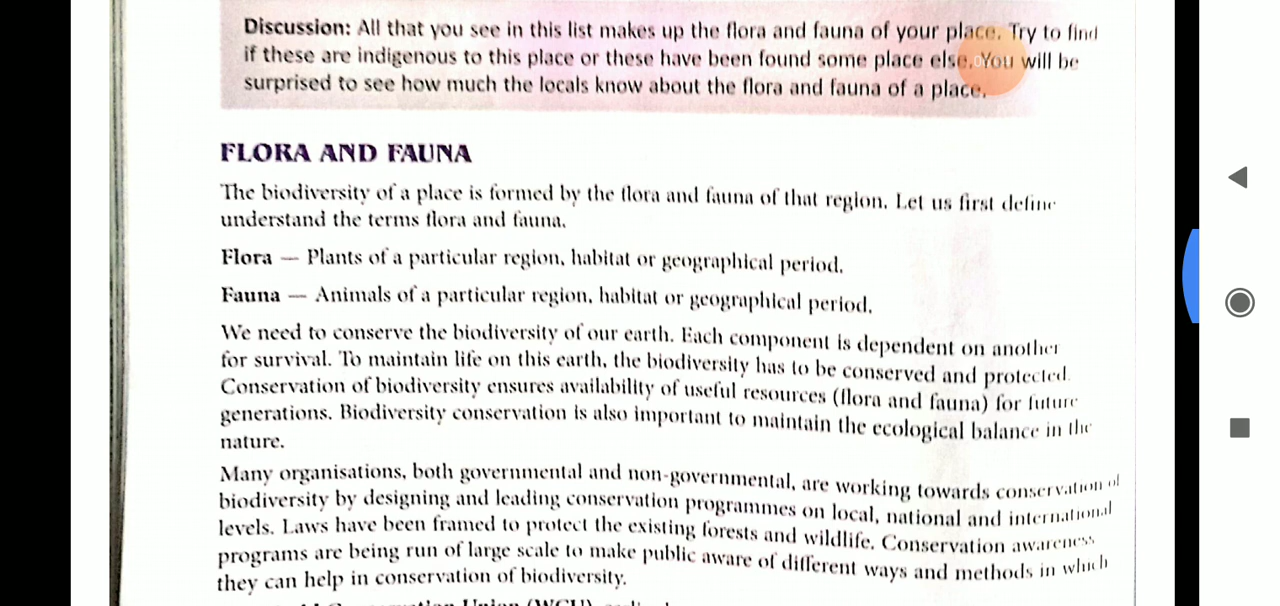 Discussion: All that you see in this list makes up the flora and fauna of your place. Try to find
if these are indigenous to this place or these have been found some place else. You will be
surprised to see how much the locals know about the flora and fauna of a place.
FLORA AND FAUNA
The biodiversity of a place is formed by the flora and fauna of that region. Let us first define
understand the terms flora and fauna.
Flora — Plants of a particular region, habitat or geographical period.
Fauna — Animals of a particular region, habitat or geographical period.
We need to conserve the biodiversity of our earth. Each component is dependent on another
for survival. To maintain life on this earth, the biodiversity has to be conserved and protected.
Conservation of biodiversity ensures availability of useful resources (flora and fauna) for future
generations. Biodiversity conservation is also important to maintain the ecological balance in the
nature.
Many organisations, both governmental and non-governmental, are working towards conservation of
biodiversity by designing and leading conservation programmes on local, national and international
levels. Laws have been framed to protect the existing forests and wildlife. Conservation awareness
programs are being run of large scale to make public aware of different ways and methods in which
they can help in conservation of biodiversity.
Conservation Union (WCU)